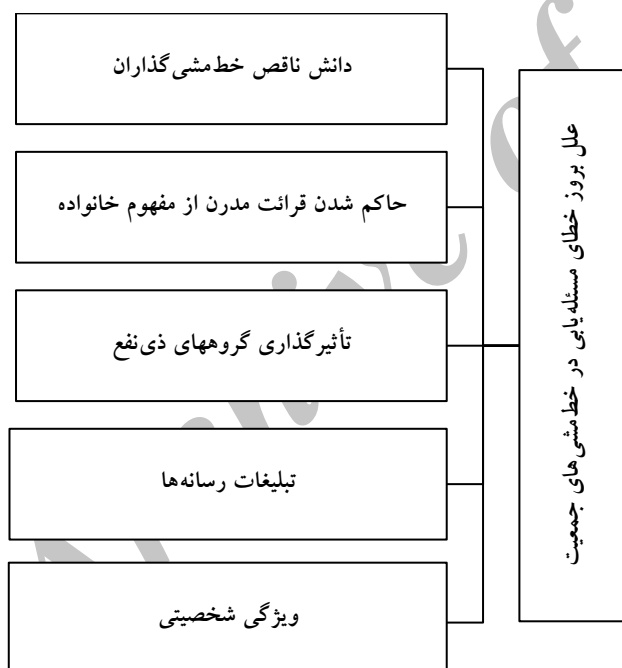 علل بروز خطای مسئله‌یابی در خط‌مشی‌های جمعیت
دانش ناقص خط‌مشی‌گذاران
حاکم شدن قرائت مدرن از مفهوم خانواده
تأثیرگذاری گروههای ذی‌نفع
تبلیغات رسانه‌ها
ویژگی شخصیتی